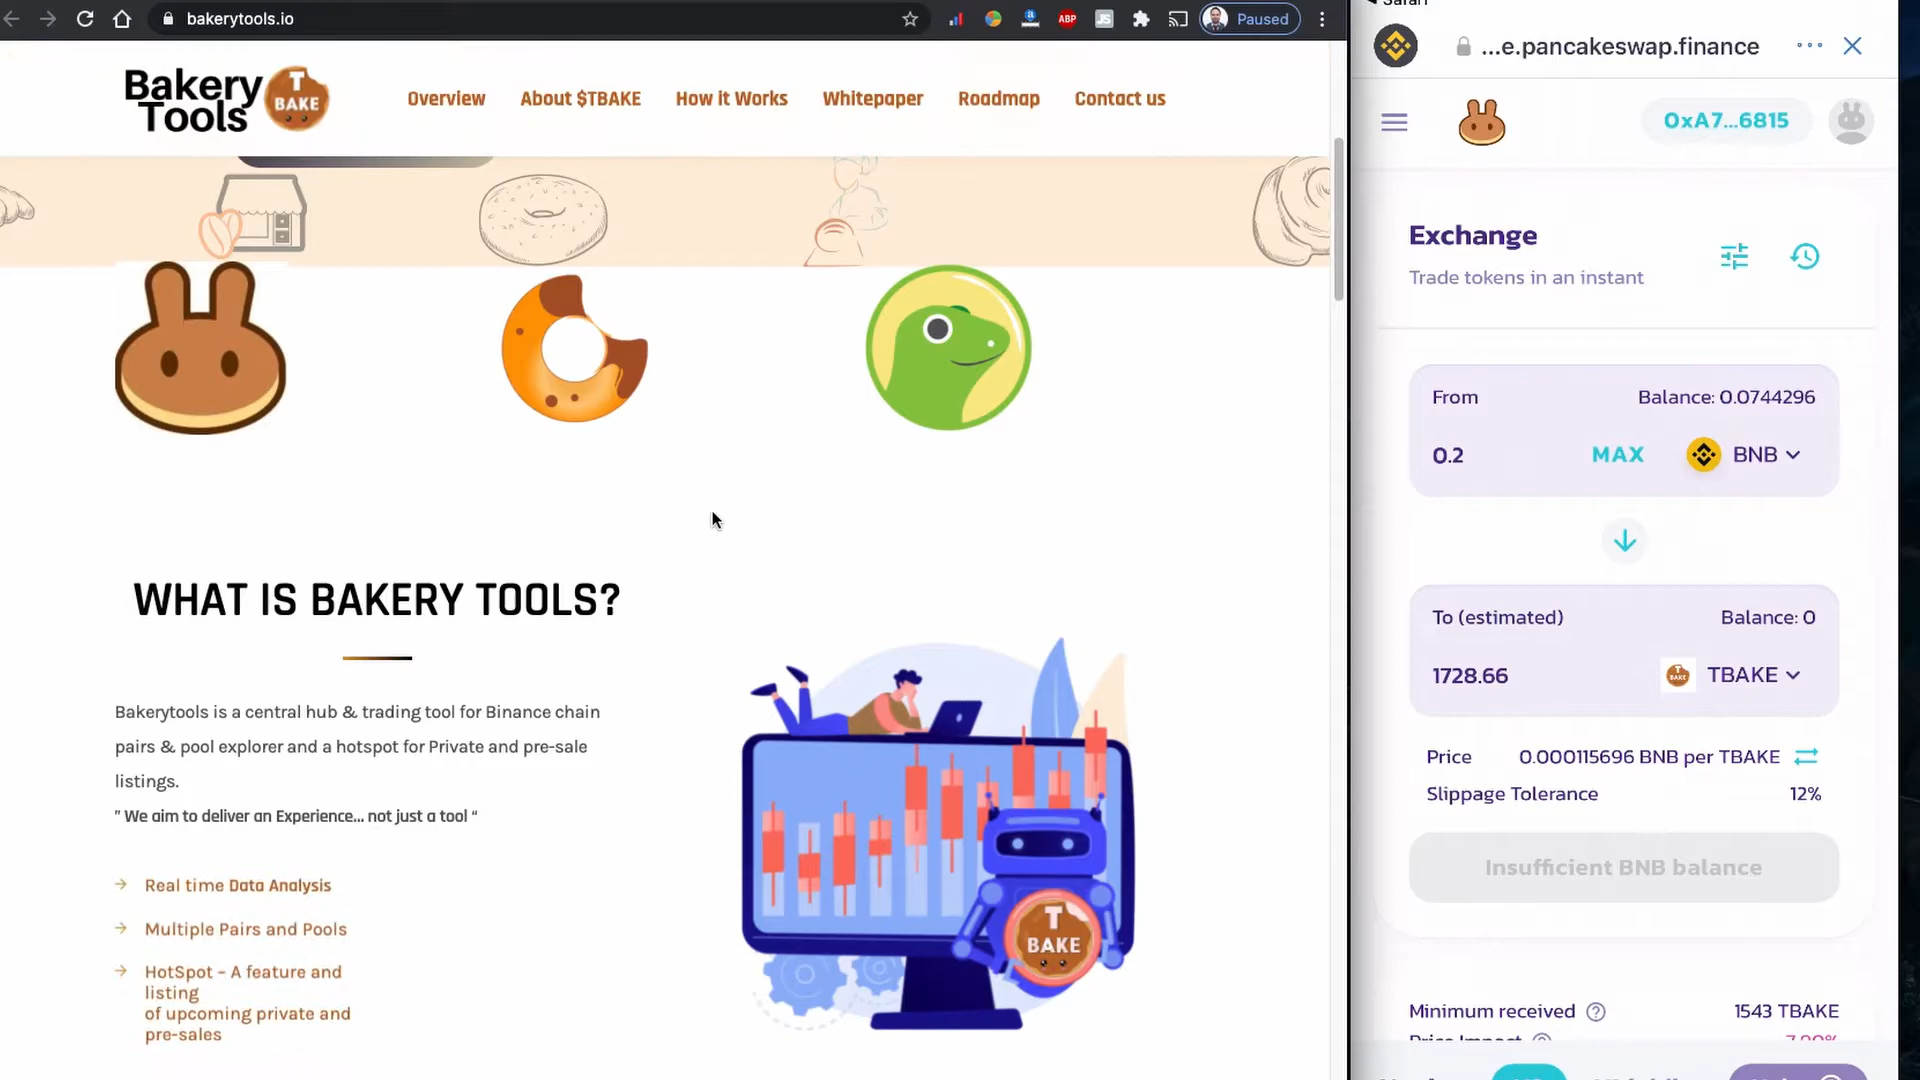 bakerytools.io
ABP
JS
Paused
Bakery
Tools
T
BAKE
Overview
About $TBAKE
How it Works
Whitepaper
Roadmap
Contact us
WHAT IS BAKERY TOOLS?
Bakerytools is a central hub & trading tool for Binance chain
pairs & pool explorer and a hotspot for Private and pre-sale
listings.
" We aim to deliver an Experience... not just a tool “
Real time Data Analysis
Multiple Pairs and Pools
HotSpot – A feature and
listing
of upcoming private and
pre-sales
T
BAKE
Safari
...e.pancakeswap.finance
0xA7...6815
Exchange
Trade tokens in an instant
From
Balance: 0.0744296
0.2
MAX
BNB
To (estimated)
Balance: 0
1728.66
TBAKE
Price
0.000115696 BNB per TBAKE
Slippage Tolerance
12%
Insufficient BNB balance
Minimum received
1543 TBAKE
Price Impact